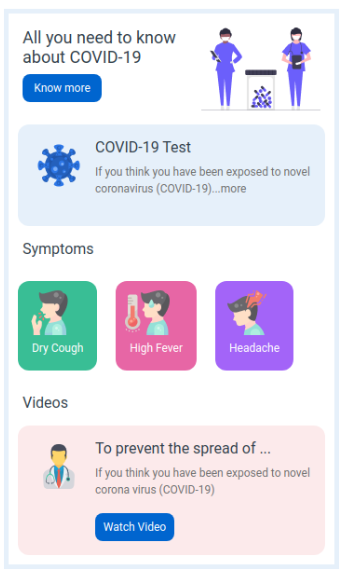 All you need to know
about COVID-19
Know more
COVID-19 Test
If you think you have been exposed to novel
coronavirus (COVID-19)...more
Symptoms
Dry Cough
High Fever
Headache
Videos
To prevent the spread of ...
If you think you have been exposed to novel
corona virus (COVID-19)
Watch Video